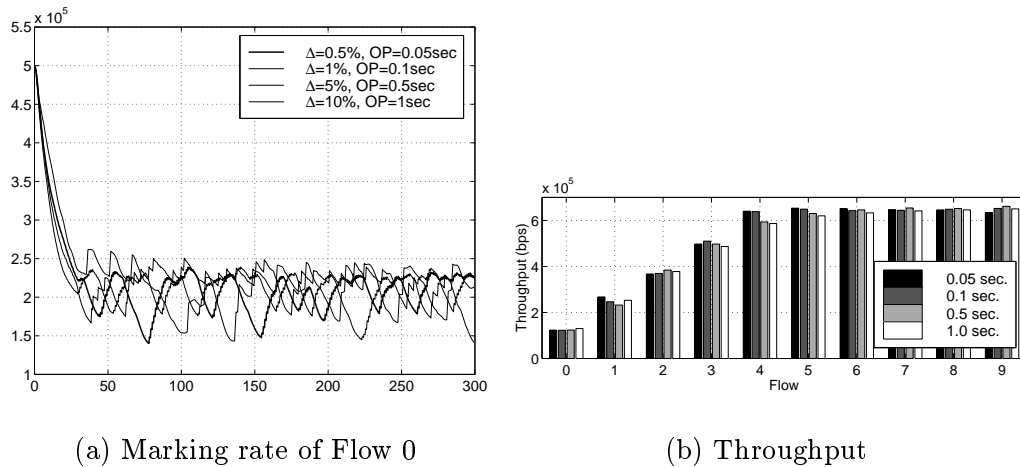 x 10^5
5.5
5
4.5
4
3.5
3
2.5
2
1.5
1
0 50 100 150 200 250 300
Δ=0.5%, OP=0.05sec
Δ=1%, OP=0.1sec
Δ=5%, OP=0.5sec
Δ=10%, OP=1sec
(a) Marking rate of Flow 0
x 10^5
6
4
2
0
Throughput (bps)
0 1 2 3 4 5 6 7 8 9
Flow
0.05 sec.
0.1 sec.
0.5 sec.
1.0 sec.
(b) Throughput